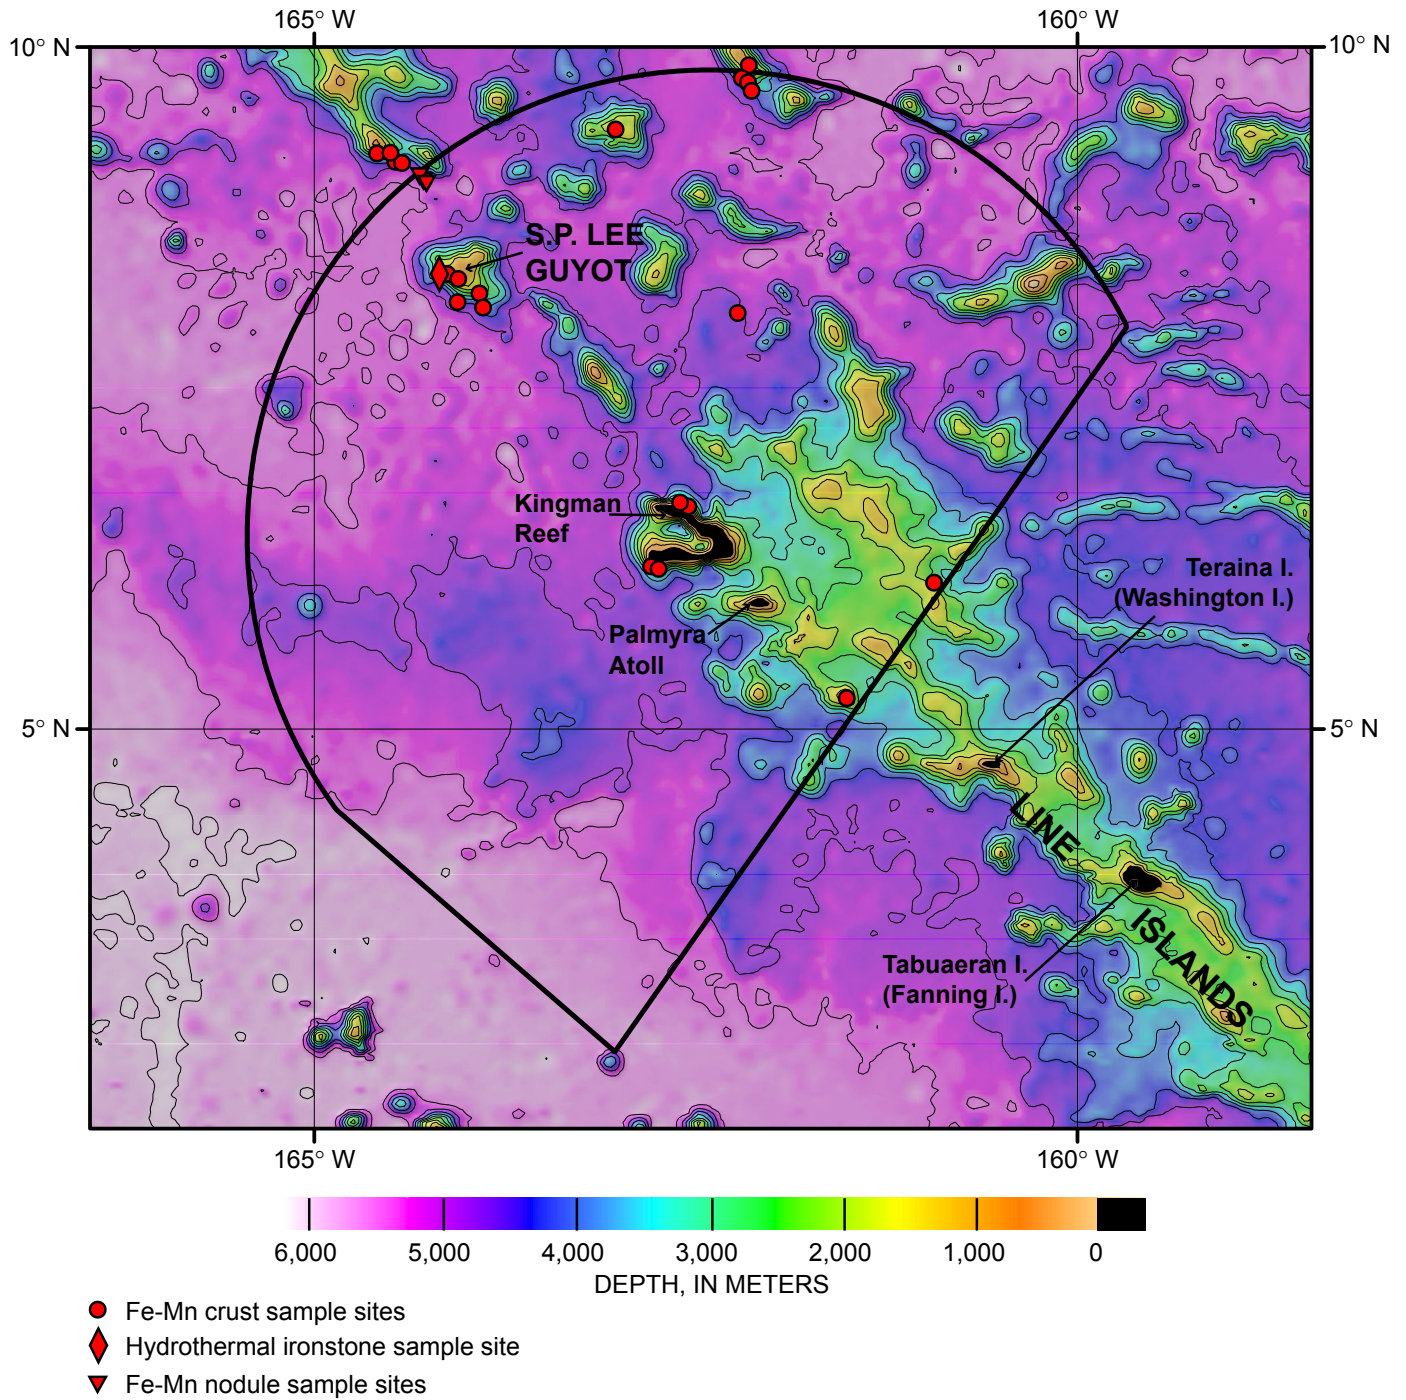 165° W 160° W
10° N 10° N
S.P. LEE
GUYOT
Kingman
Reef
Teraina I.
(Washington I.)
Palmyra
Atoll
5° N 5° N
LINE
ISLANDS
Tabuaeran I.
(Fanning I.)
165° W 160° W
6,000 5,000 4,000 3,000 2,000 1,000 0
DEPTH, IN METERS
Fe-Mn crust sample sites
Hydrothermal ironstone sample site
Fe-Mn nodule sample sites